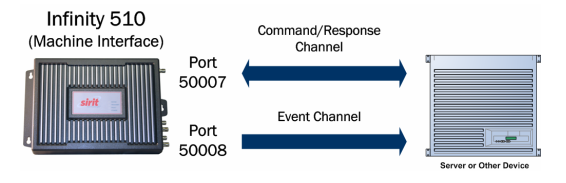 Infinity 510
(Machine Interface)
sirit
Port
50007
Command/Response
Channel
Port
50008
Event Channel
Server or Other Device